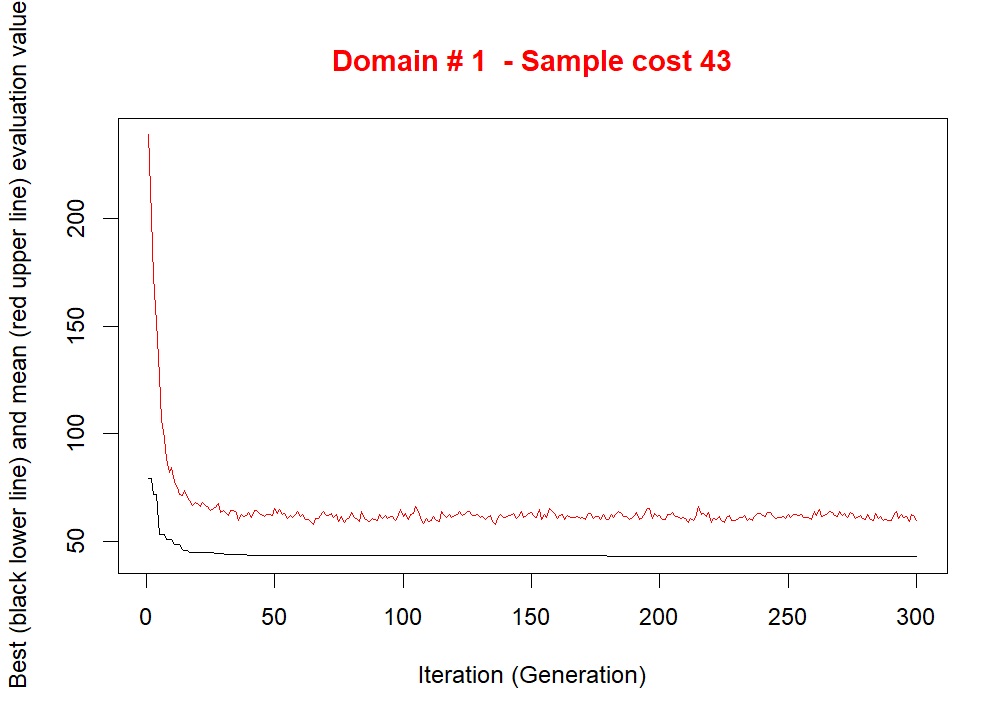 Domain # 1  - Sample cost 43
Best (black lower line) and mean (red upper line) evaluation value
200
150
100
50
0 50 100 150 200 250 300
Iteration (Generation)